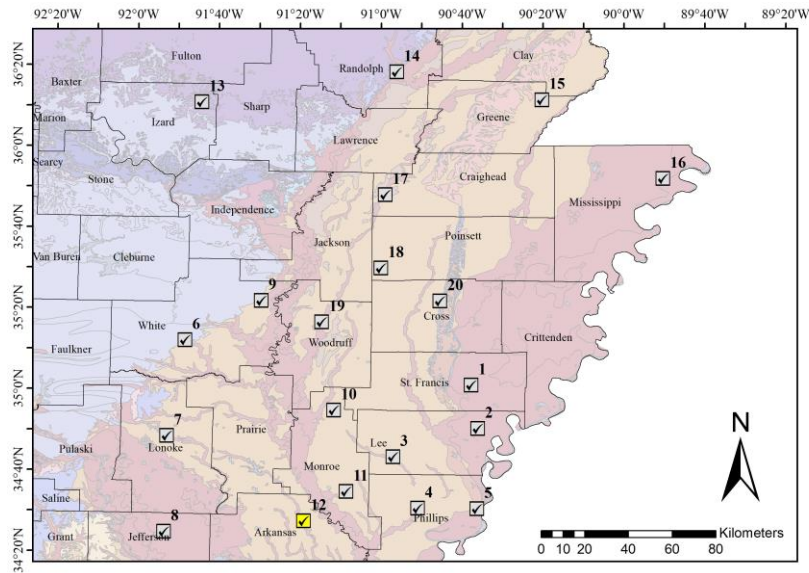 92°20'W 92°0'W 91°40'W 91°20'W 91°0'W 90°40'W 90°20'W 90°0'W 89°40'W 89°20'W
36°20'N
36°0'N
35°40'N
35°20'N
35°0'N
34°40'N
34°20'N
Fulton
Randolph
14
Clay
Baxter
13
Sharp
15
Marion
Izard
Greene
Searcy
Lawrence
Stone
17
Craighead
16
Mississippi
Independence
Jackson
Poinsett
Van Buren
Cleburne
18
9
19
20
White
6
Woodruff
Cross
Crittenden
Faulkner
St. Francis
1
10
2
7
Lonoke
Prairie
Lee
3
Pulaski
Monroe
11
4
5
Saline
8
12
Phillips
Grant
Jefferson
Arkansas
N
Kilometers
0 5 10 20 40 60 80